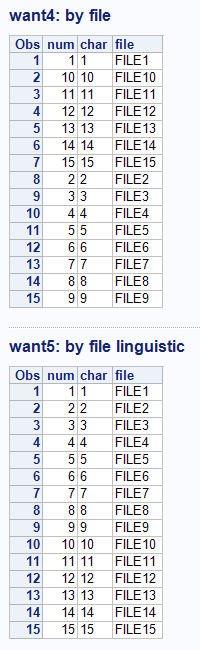 want4: by file
Obs num char file
1 1 1 FILE1
2 10 10 FILE10
3 11 11 FILE11
4 12 12 FILE12
5 13 13 FILE13
6 14 14 FILE14
7 15 15 FILE15
8 2 2 FILE2
9 3 3 FILE3
10 4 4 FILE4
11 5 5 FILE5
12 6 6 FILE6
13 7 7 FILE7
14 8 8 FILE8
15 9 9 FILE9
want5: by file linguistic
Obs num char file
1 1 1 FILE1
2 2 2 FILE2
3 3 3 FILE3
4 4 4 FILE4
5 5 5 FILE5
6 6 6 FILE6
7 7 7 FILE7
8 8 8 FILE8
9 9 9 FILE9
10 10 10 FILE10
11 11 11 FILE11
12 12 12 FILE12
13 13 13 FILE13
14 14 14 FILE14
15 15 15 FILE15